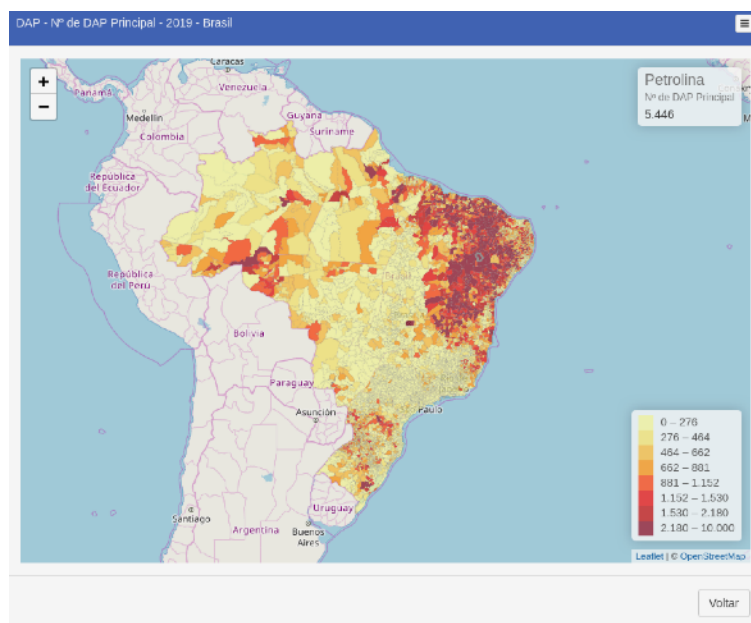 DAP - Nº de DAP Principal - 2019 - Brasil
+
−
Petrolina
Nº de DAP Principal
5.446
Caracas
Panamá
Venezuela
Medellín
Guyana
Suriname
Colombia
República
del Ecuador
República
del Perú
Brasil
Bolivia
Paraguay
Asunción
Paulo
Uruguay
Santiago
Argentina
Buenos
Aires
0 – 276
276 – 464
464 – 662
662 – 881
881 – 1.152
1.152 – 1.530
1.530 – 2.180
2.180 – 10.000
Leaflet | © OpenStreetMap
Voltar